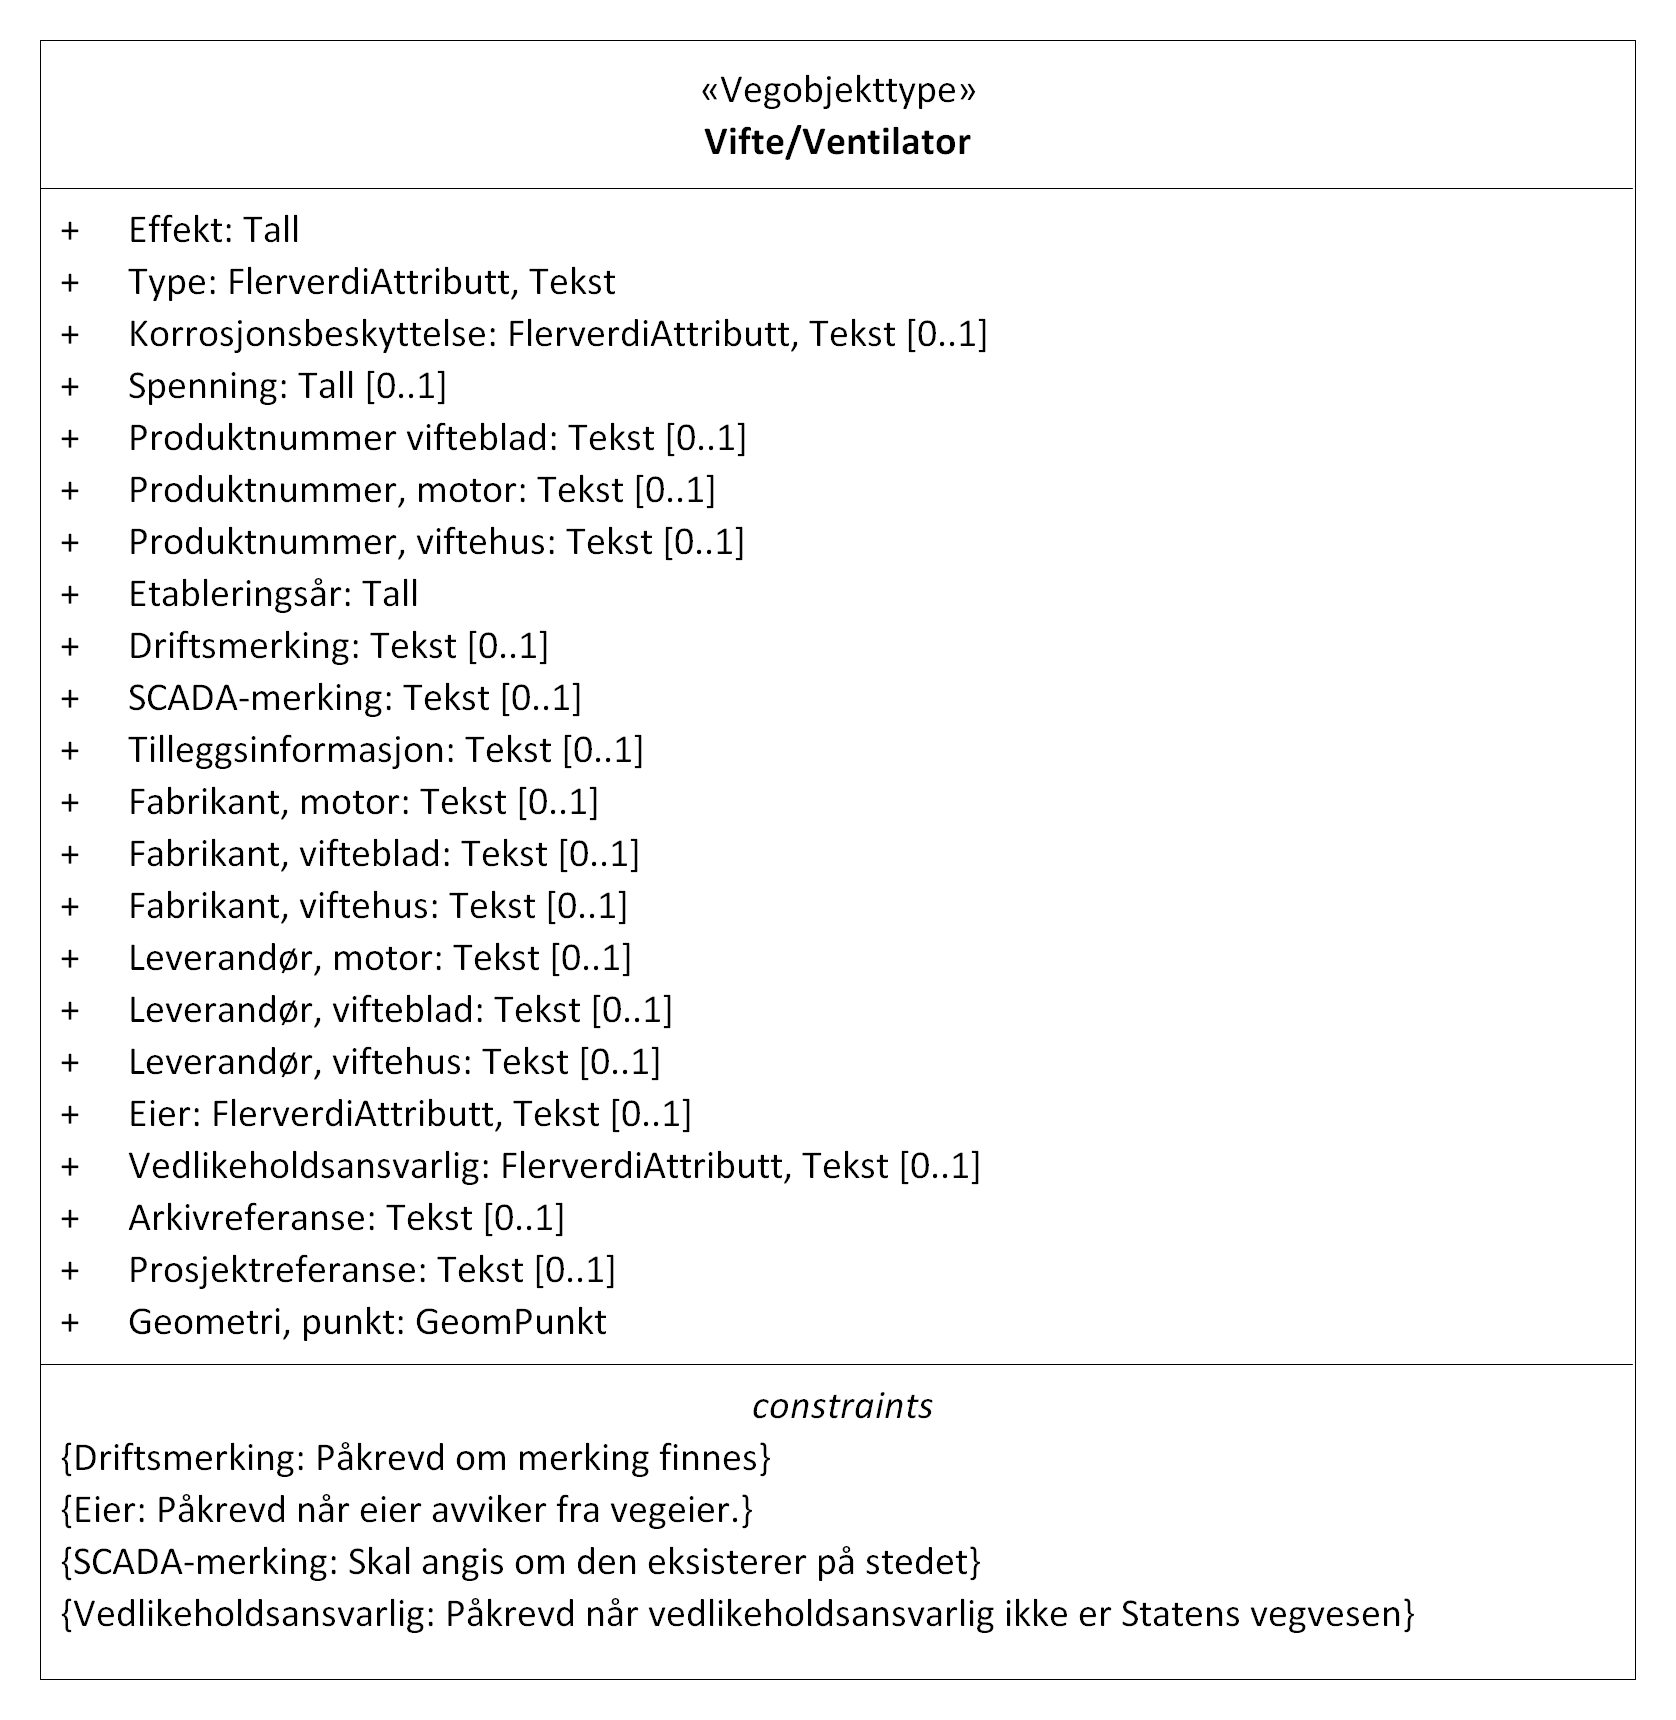 «Vegobjekttype»
Vifte/Ventilator
+ Effekt: Tall
+ Type: FlerverdiAttributt, Tekst
+ Korrosjonsbeskyttelse: FlerverdiAttributt, Tekst [0..1]
+ Spenning: Tall [0..1]
+ Produktnummer vifteblad: Tekst [0..1]
+ Produktnummer, motor: Tekst [0..1]
+ Produktnummer, viftehus: Tekst [0..1]
+ Etableringsår: Tall
+ Driftsmerking: Tekst [0..1]
+ SCADA-merking: Tekst [0..1]
+ Tilleggsinformasjon: Tekst [0..1]
+ Fabrikant, motor: Tekst [0..1]
+ Fabrikant, vifteblad: Tekst [0..1]
+ Fabrikant, viftehus: Tekst [0..1]
+ Leverandør, motor: Tekst [0..1]
+ Leverandør, vifteblad: Tekst [0..1]
+ Leverandør, viftehus: Tekst [0..1]
+ Eier: FlerverdiAttributt, Tekst [0..1]
+ Vedlikeholdsansvarlig: FlerverdiAttributt, Tekst [0..1]
+ Arkivreferanse: Tekst [0..1]
+ Prosjektreferanse: Tekst [0..1]
+ Geometri, punkt: GeomPunkt
constraints
{Driftsmerking: Påkrevd om merking finnes}
{Eier: Påkrevd når eier avviker fra vegeier.}
{SCADA-merking: Skal angis om den eksisterer på stedet}
{Vedlikeholdsansvarlig: Påkrevd når vedlikeholdsansvarlig ikke er Statens vegvesen}